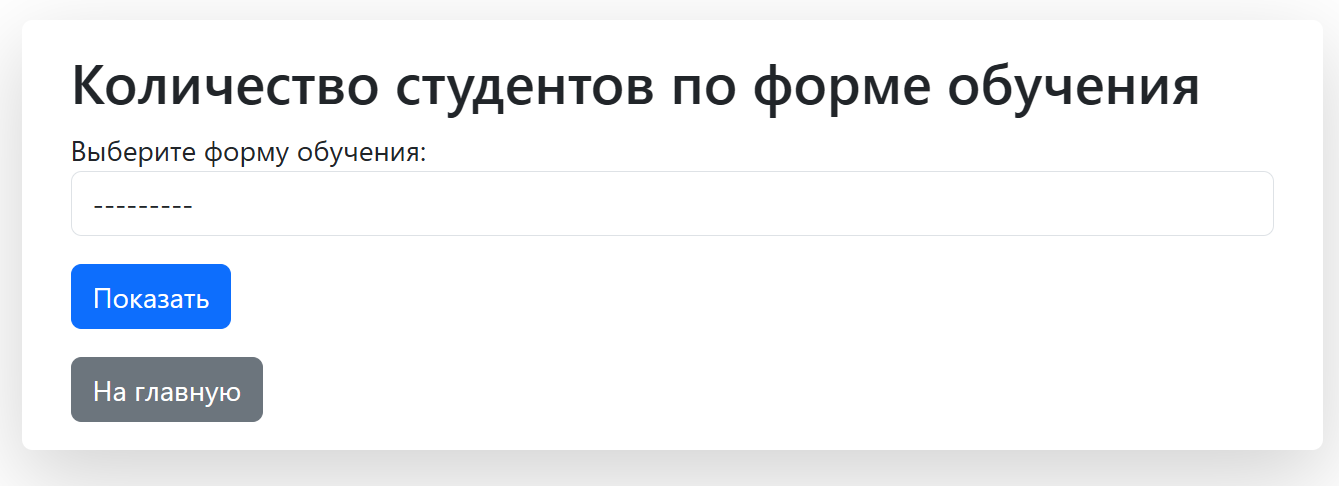 Количество студентов по форме обучения
Выберите форму обучения:
---------
Показать
На главную